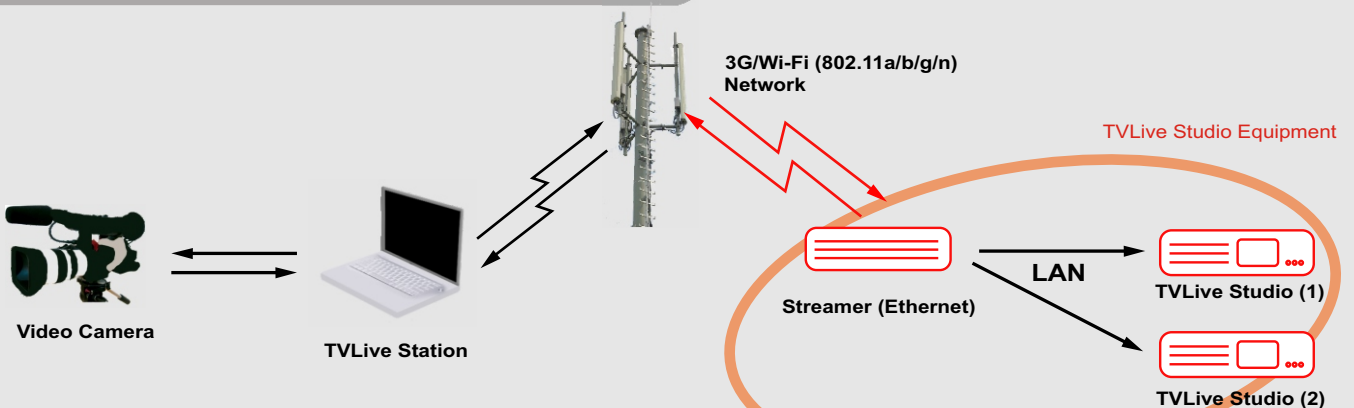 3G/Wi-Fi (802.11a/b/g/n)
Network
TVLive Studio Equipment
Video Camera
TVLive Station
Streamer (Ethernet)
LAN
TVLive Studio (1)
TVLive Studio (2)